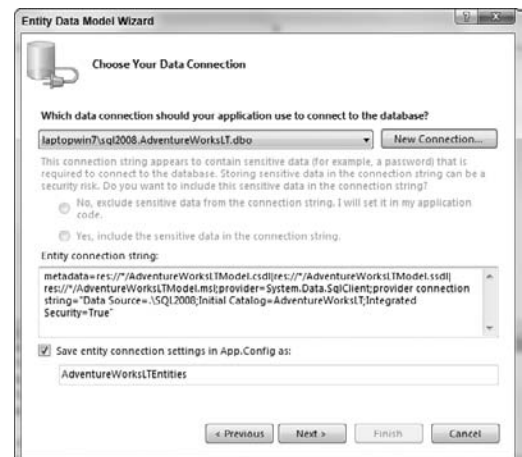 Entity Data Model Wizard
Choose Your Data Connection
Which data connection should your application use to connect to the database?
laptopwin7\sql2008.AdventureWorksLT.dbo
New Connection...
This connection string appears to contain sensitive data (for example, a password) that is
required to connect to the database. Storing sensitive data in the connection string can be a
security risk. Do you want to include this sensitive data in the connection string?
No, exclude sensitive data from the connection string. I will set it in my application
code.
Yes, include the sensitive data in the connection string.
Entity connection string:
metadata=res://*/AdventureWorksLTModel.csdl|res://*/AdventureWorksLTModel.ssdl|
res://*/AdventureWorksLTModel.msl;provider=System.Data.SqlClient;provider connection
string="Data Source=.\SQL2008;Initial Catalog=AdventureWorksLT;Integrated
Security=True"
Save entity connection settings in App.Config as:
AdventureWorksLTEntities
< Previous
Next >
Finish
Cancel